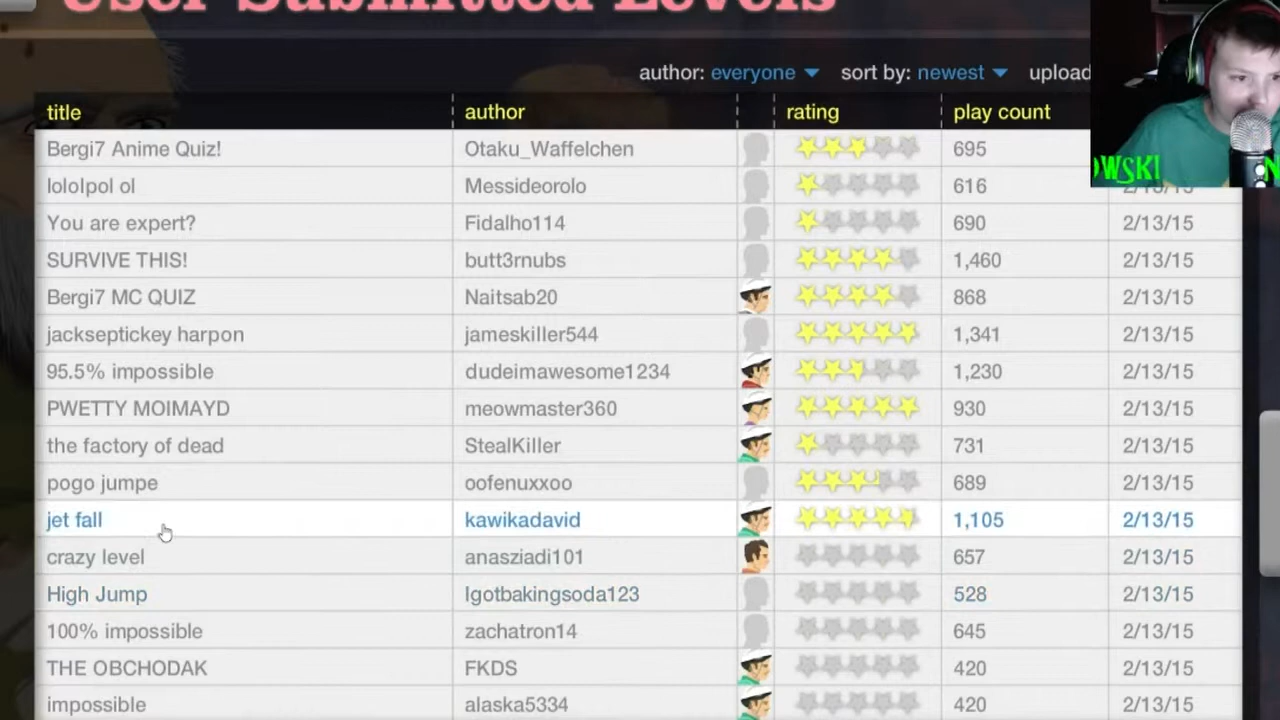 User Submitted Levels
author: everyone sort by: newest upload
title author rating play count
Bergi7 Anime Quiz! Otaku_Waffelchen 695
lololpol ol Messideorolo 616 2/13/15
You are expert? Fidalho114 690 2/13/15
SURVIVE THIS! butt3rnubs 1,460 2/13/15
Bergi7 MC QUIZ Naitsab20 868 2/13/15
jackseptickey harpon jameskiller544 1,341 2/13/15
95.5% impossible dudeimawesome1234 1,230 2/13/15
PWETTY MOIMAYD meowmaster360 930 2/13/15
the factory of dead StealKiller 731 2/13/15
pogo jumpe oofenuxxoo 689 2/13/15
jet fall kawikadavid 1,105 2/13/15
crazy level anasziadi101 657 2/13/15
High Jump Igotbakingsoda123 528 2/13/15
100% impossible zachatron14 645 2/13/15
THE OBCHODAK FKDS 420 2/13/15
impossible alaska5334 420 2/13/15
OWSKI N